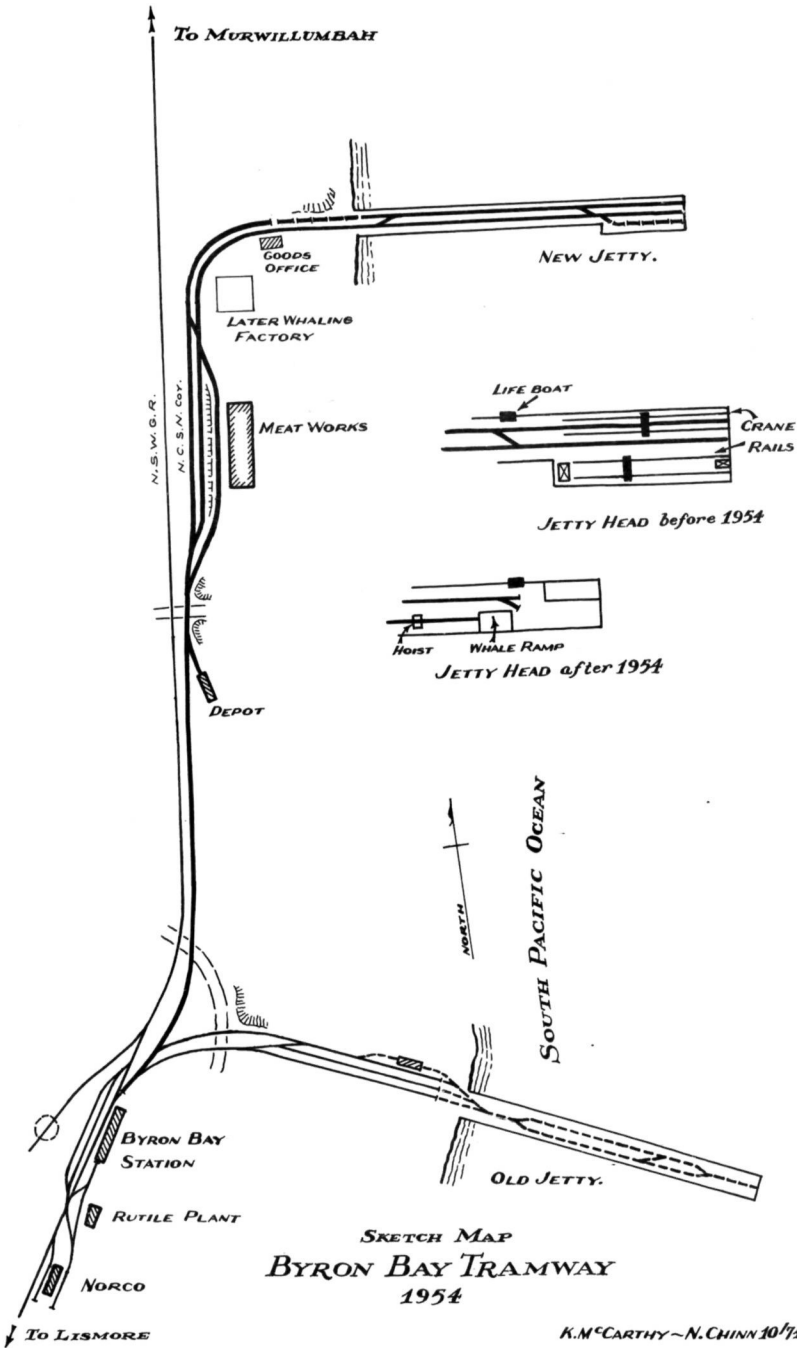 To Murwillumbah
Goods
Office
New Jetty.
Later Whaling
Factory
N.S.W.G.R.
N.C.S.N. Coy.
Meat Works
Life Boat
Crane
Rails
Jetty Head before 1954
Hoist
Whale Ramp
Jetty Head after 1954
Depot
North
South Pacific Ocean
Byron Bay
Station
Old Jetty.
Rutile Plant
Norco
Sketch Map
Byron Bay Tramway
1954
To Lismore
K. McCarthy ~ N. Chinn